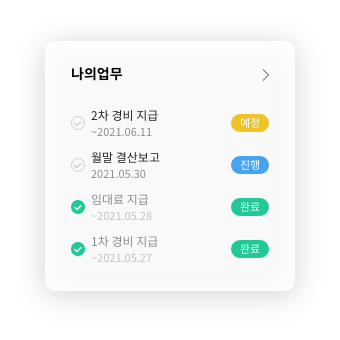 나의업무
2차 경비 지급
예정
~2021.06.11
월말 결산보고
진행
2021.05.30
임대료 지급
완료
~2021.05.28
1차 경비 지급
완료
~2021.05.27